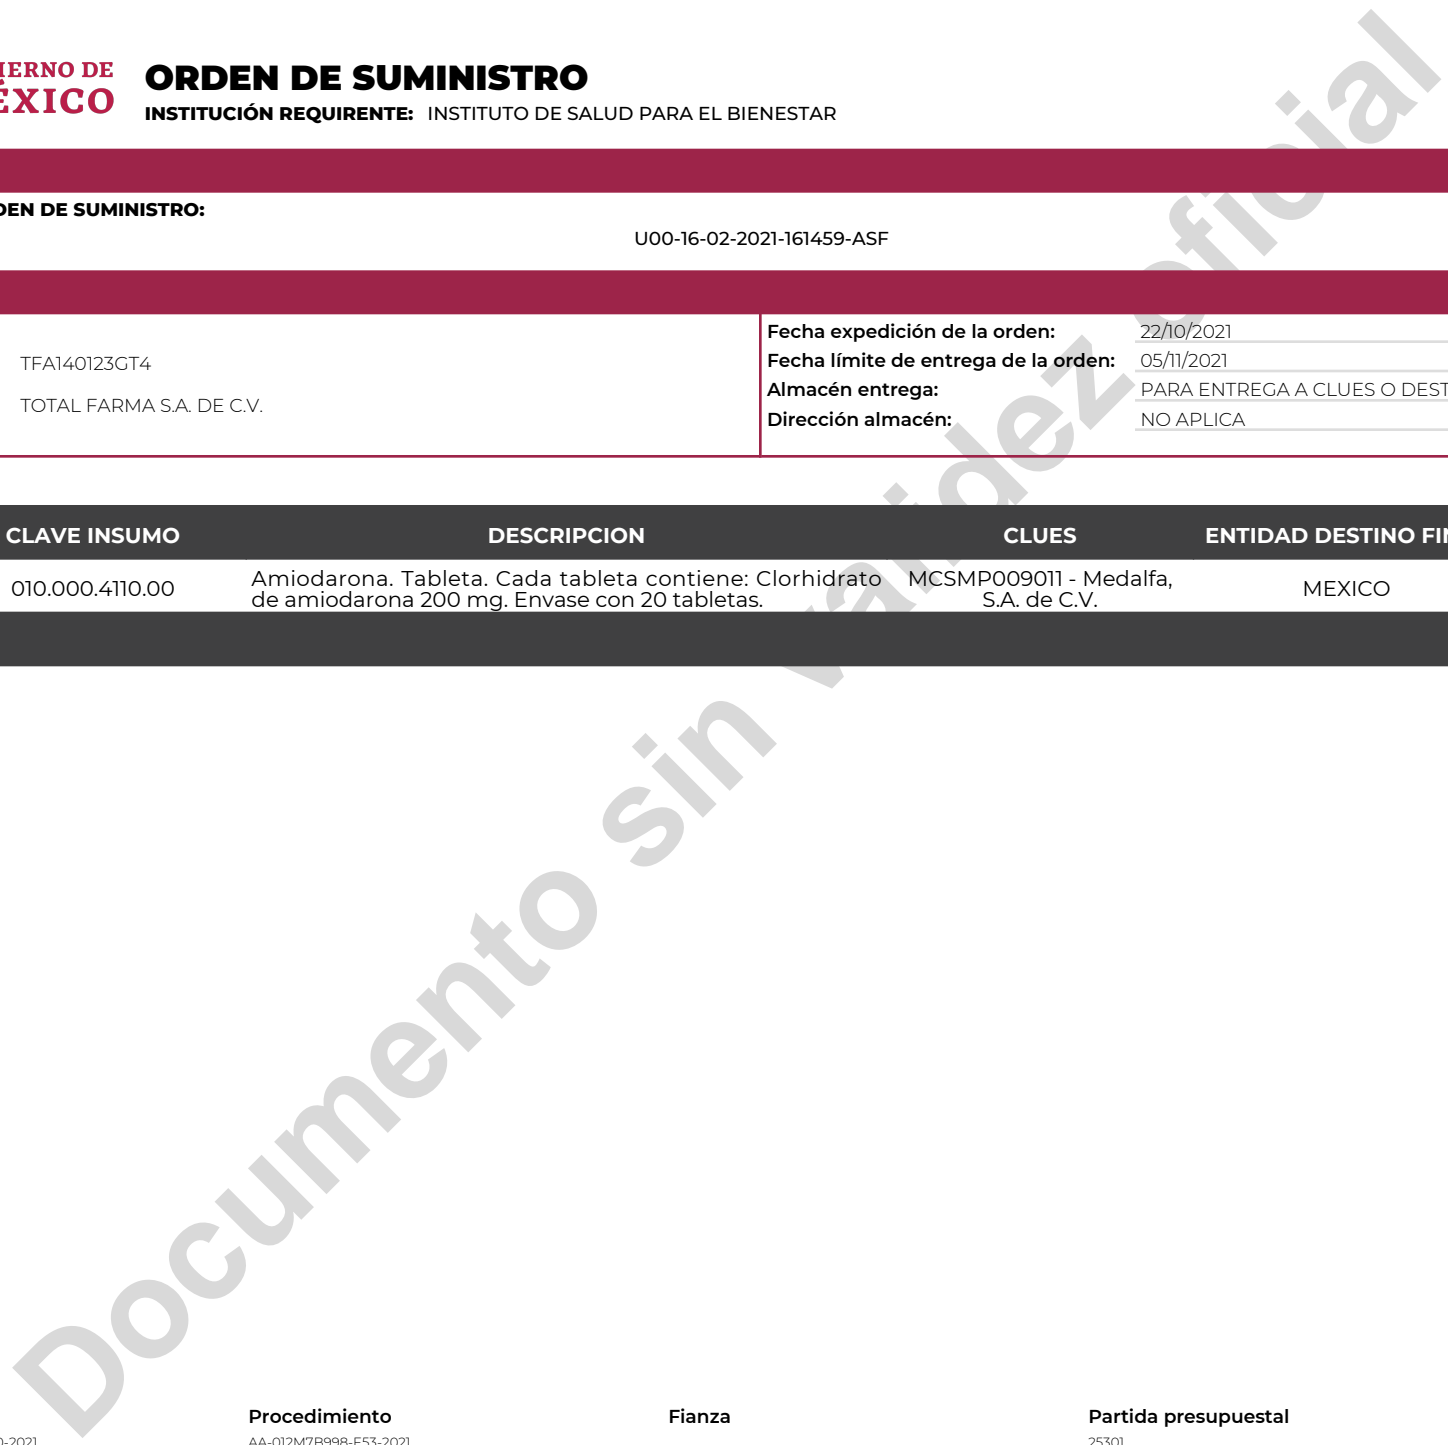 IERNO DE
ÉXICO
ORDEN DE SUMINISTRO
INSTITUCIÓN REQUIRENTE: INSTITUTO DE SALUD PARA EL BIENESTAR
DEN DE SUMINISTRO:
U00-16-02-2021-161459-ASF
TFA140123GT4
TOTAL FARMA S.A. DE C.V.
Fecha expedición de la orden: 22/10/2021
Fecha límite de entrega de la orden: 05/11/2021
Almacén entrega: PARA ENTREGA A CLUES O DEST
Dirección almacén: NO APLICA
CLAVE INSUMO DESCRIPCION CLUES ENTIDAD DESTINO FIN
010.000.4110.00
Amiodarona. Tableta. Cada tableta contiene: Clorhidrato
de amiodarona 200 mg. Envase con 20 tabletas.
MCSMP009011 - Medalfa,
S.A. de C.V.
MEXICO
Documento sin validez oficial
Procedimiento Fianza Partida presupuestal
0-2021 AA-012M7B998-E53-2021 25301